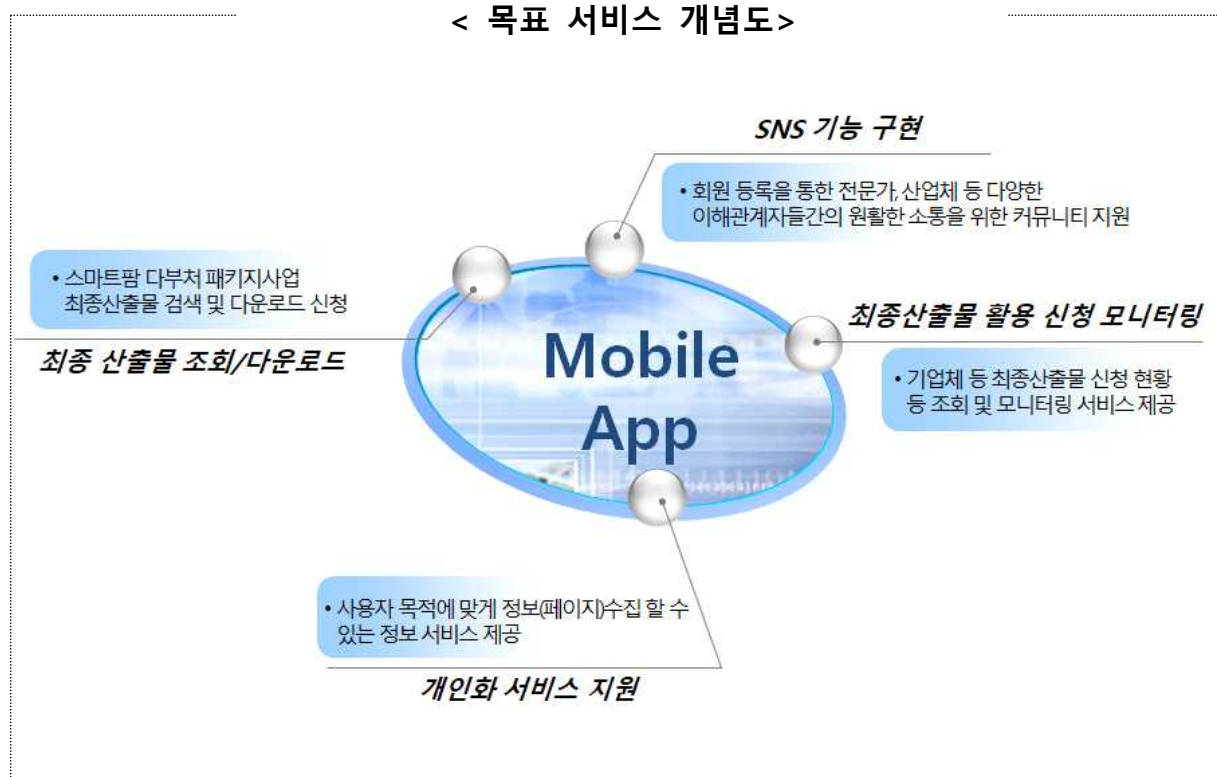 < 목표 서비스 개념도>
SNS 기능 구현
• 회원 등록을 통한 전문가, 산업체 등 다양한
이해관계자들간의 원활한 소통을 위한 커뮤니티 지원
• 스마트팜 다부처 패키지사업
최종산출물 검색 및 다운로드 신청
최종 산출물 조회/다운로드
Mobile
App
최종산출물 활용 신청 모니터링
• 기업체 등 최종산출물 신청 현황
등 조회 및 모니터링 서비스 제공
• 사용자 목적에 맞게 정보(페이지)수집 할 수
있는 정보 서비스 제공
개인화 서비스 지원